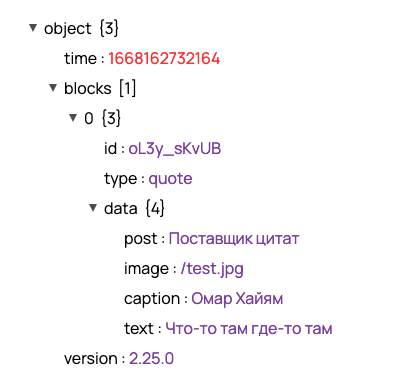 object {3}
time : 1668162732164
blocks [1]
0 {3}
id : oL3y_sKvUB
type : quote
data {4}
post : Поставщик цитат
image : /test.jpg
caption : Омар Хайям
text : Что-то там где-то там
version : 2.25.0